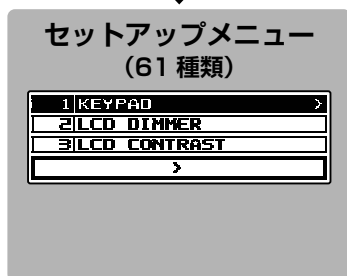 セットアップメニュー
（61 種類）
1 KEYPAD >
2 LCD DIMMER
3 LCD CONTRAST
>